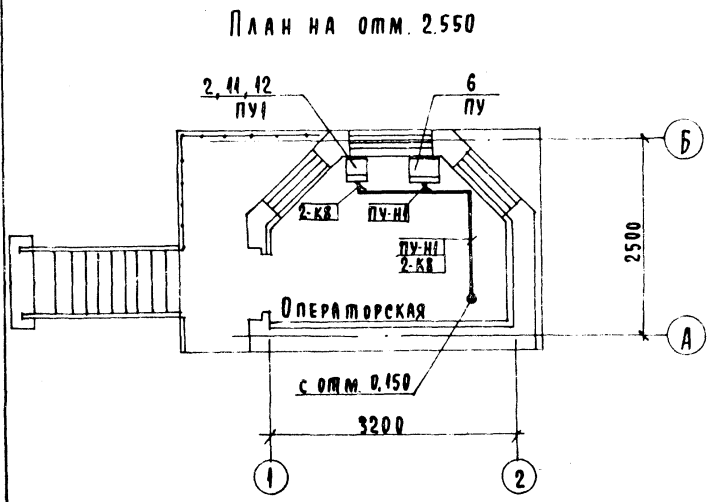 План на отм. 2.550
2, 11, 12
ПУ1
6
ПУ
Б
2-К8
ПУ-Н1
ПУ-Н1
2-К8
2500
Операторская
А
с отм. 0.150
3200
1
2